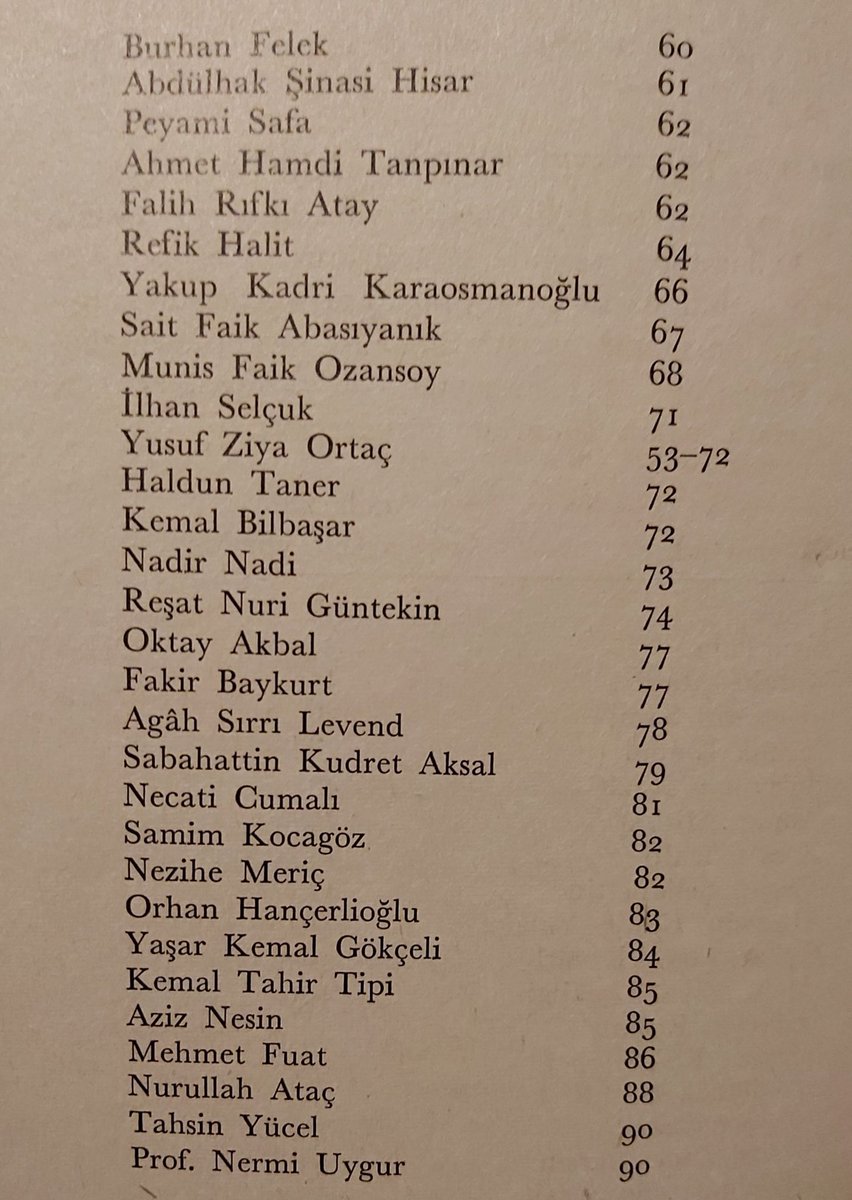 Burhan Felek 60
Abdülhak Şinasi Hisar 61
Peyami Safa 62
Ahmet Hamdi Tanpınar 62
Falih Rıfkı Atay 62
Refik Halit 64
Yakup Kadri Karaosmanoğlu 66
Sait Faik Abasıyanık 67
Munis Faik Ozansoy 68
İlhan Selçuk 71
Yusuf Ziya Ortaç 53–72
Haldun Taner 72
Kemal Bilbaşar 72
Nadir Nadi 73
Reşat Nuri Güntekin 74
Oktay Akbal 77
Fakir Baykurt 77
Agâh Sırrı Levend 78
Sabahattin Kudret Aksal 79
Necati Cumalı 81
Samim Kocagöz 82
Nezihe Meriç 82
Orhan Hançerlioğlu 83
Yaşar Kemal Gökçeli 84
Kemal Tahir Tipi 85
Aziz Nesin 85
Mehmet Fuat 86
Nurullah Ataç 88
Tahsin Yücel 90
Prof. Nermi Uygur 90